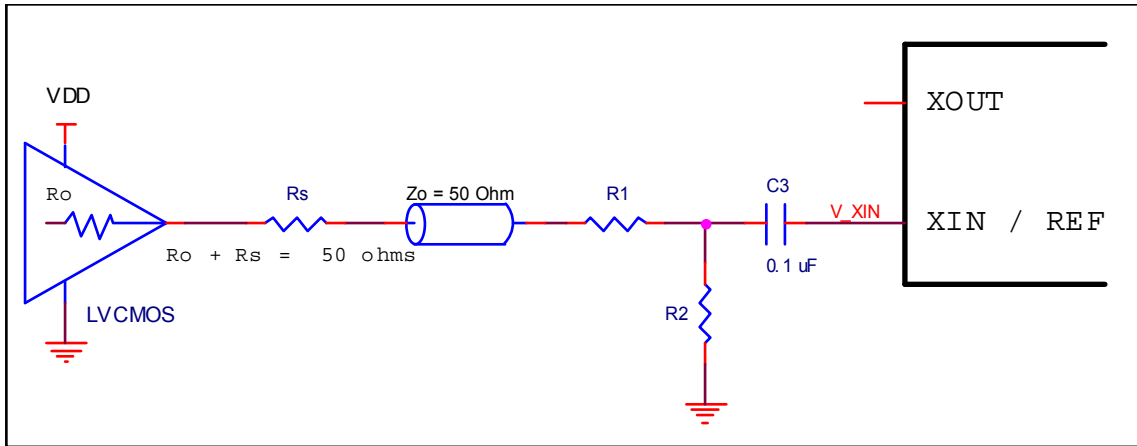 VDD
XOUT
Ro
Rs
Zo = 50 Ohm
R1
C3
V_XIN
XIN / REF
Ro + Rs = 50 ohms
0.1 uF
LVCMOS
R2